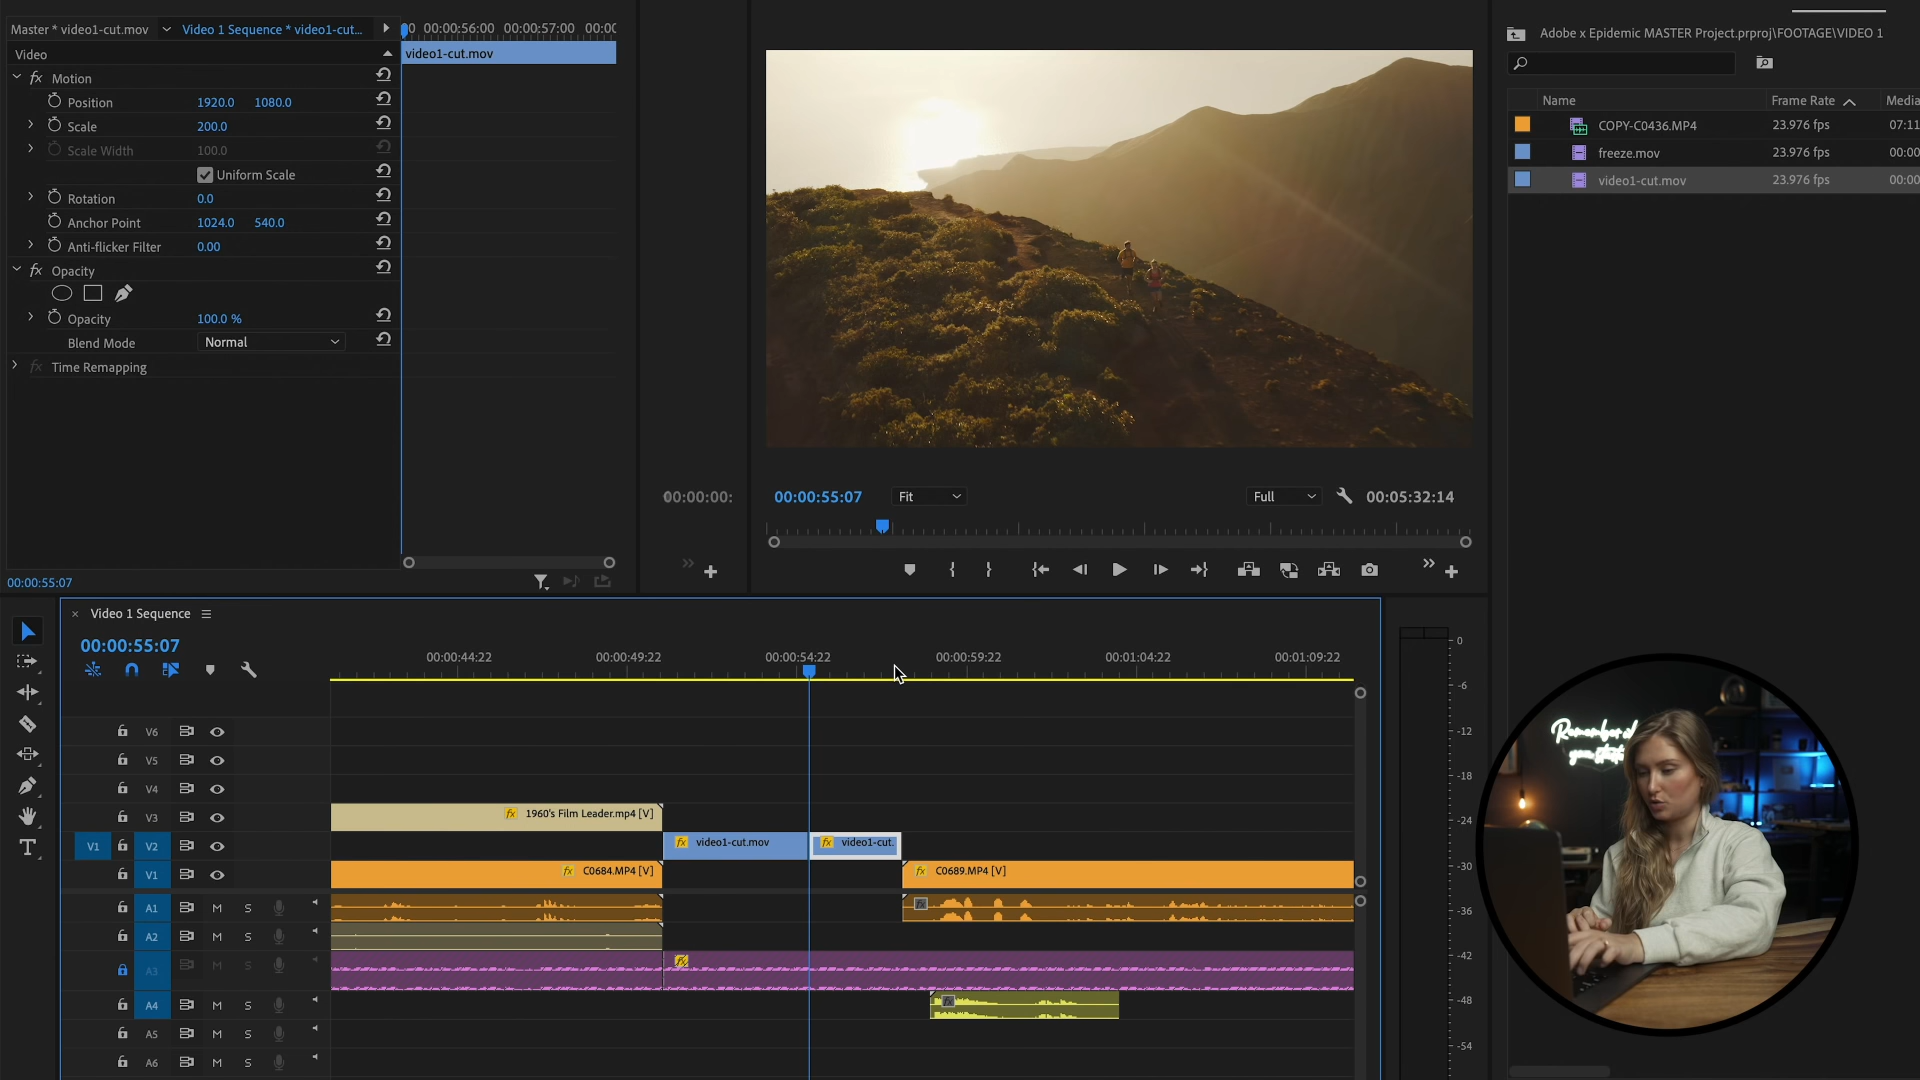 Master * video1-cut.mov
Video 1 Sequence * video1-cut...
00:00:56:00
00:00:57:00
Video
video1-cut.mov
fx Motion
Position 1920.0 1080.0
Scale 200.0
Scale Width 100.0
Uniform Scale
Rotation 0.0
Anchor Point 1024.0 540.0
Anti-flicker Filter 0.00
fx Opacity
Opacity 100.0 %
Blend Mode Normal
fx Time Remapping
00:00:55:07
00:00:00:
00:00:55:07
Fit
Full
00:05:32:14
Adobe x Epidemic MASTER Project.prproj\FOOTAGE\VIDEO 1
Name Frame Rate Media
COPY-C0436.MP4 23.976 fps 07:11
freeze.mov 23.976 fps 00:00
video1-cut.mov 23.976 fps 00:00
Video 1 Sequence
00:00:55:07
00:00:44:22
00:00:49:22
00:00:54:22
00:00:59:22
00:01:04:22
00:01:09:22
V6
V5
V4
V3
fx 1960's Film Leader.mp4 [V]
V1 V2
fx video1-cut.mov
fx video1-cut.
V1
fx C0684.MP4 [V]
fx C0689.MP4 [V]
A1 M S
A2 M S
A3 M S
A4 M S
A5 M S
A6 M S
0
-6
-12
-18
-24
-30
-36
-42
-48
-54